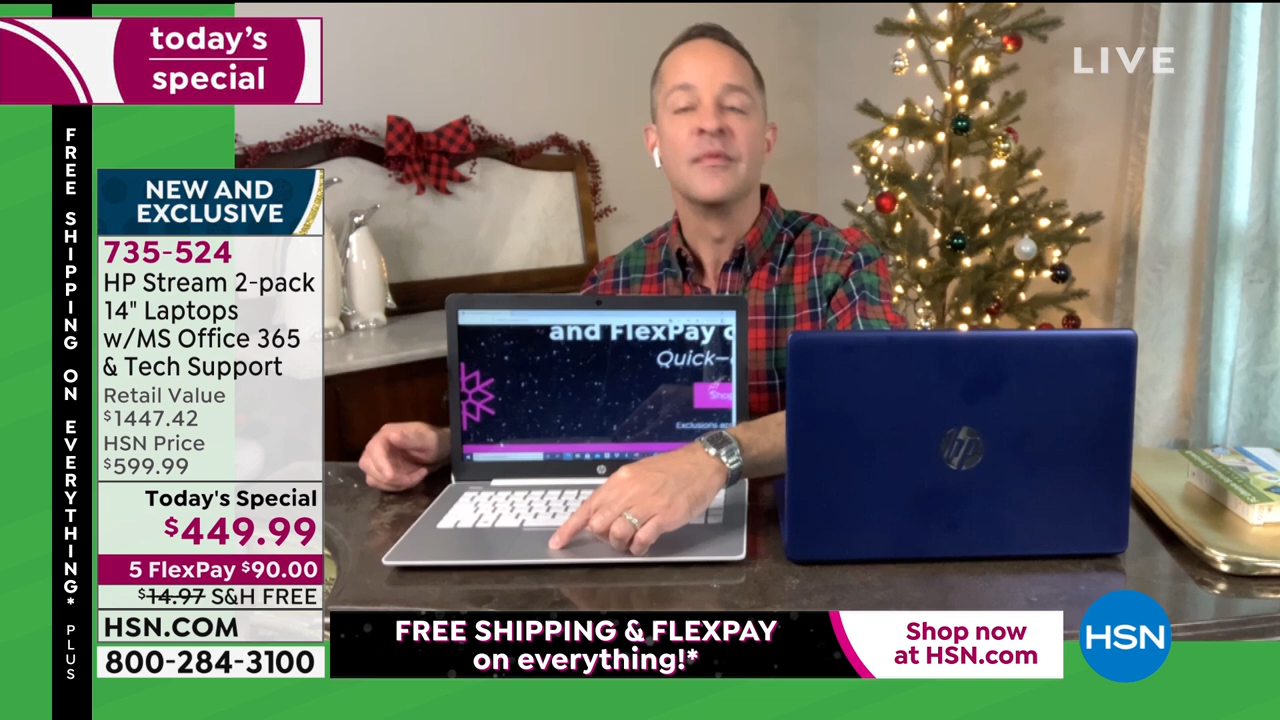 today's
special
LIVE
FREE SHIPPING ON EVERYTHING* PLUS
NEW AND
EXCLUSIVE
735-524
HP Stream 2-pack
14" Laptops
w/MS Office 365
& Tech Support
Retail Value
$1447.42
HSN Price
$599.99
Today's Special
$449.99
5 FlexPay $90.00
$14.97 S&H FREE
HSN.COM
800-284-3100
and FlexPay
Quick-
Exclusions
hp
hp
FREE SHIPPING & FLEXPAY
on everything!*
Shop now
at HSN.com
HSN